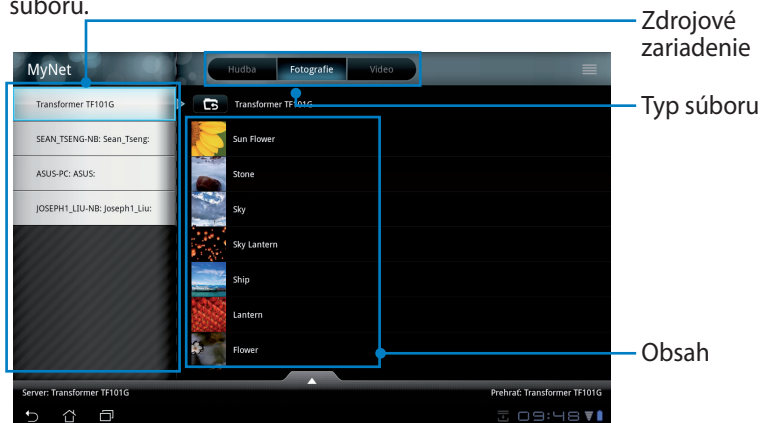 súboru.
Zdrojové
zariadenie
MyNet
Hudba Fotografie Video
Transformer TF101G
Transformer TF101G
Typ súboru
SEAN_TSENG-NB: Sean_Tseng:
ASUS-PC: ASUS:
JOSEPH1_LIU-NB: Joseph1_Liu:
Sun Flower
Stone
Sky
Sky Lantern
Ship
Lantern
Flower
Obsah
Server: Transformer TF101G
Prehrať: Transformer TF101G
09:48